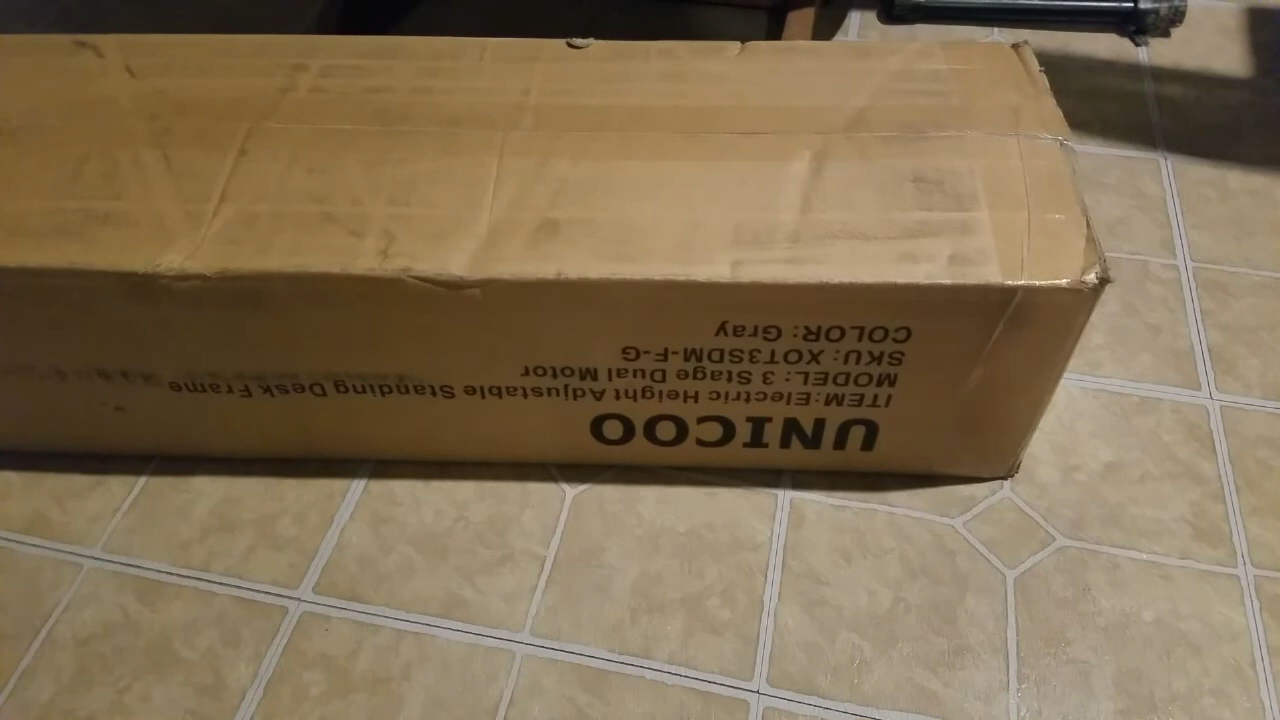 UNICOO
ITEM:Electric Height Adjustable Standing Desk Frame
MODEL: 3 Stage Dual Motor
SKU: XOT3SDM-F-G
COLOR: Gray